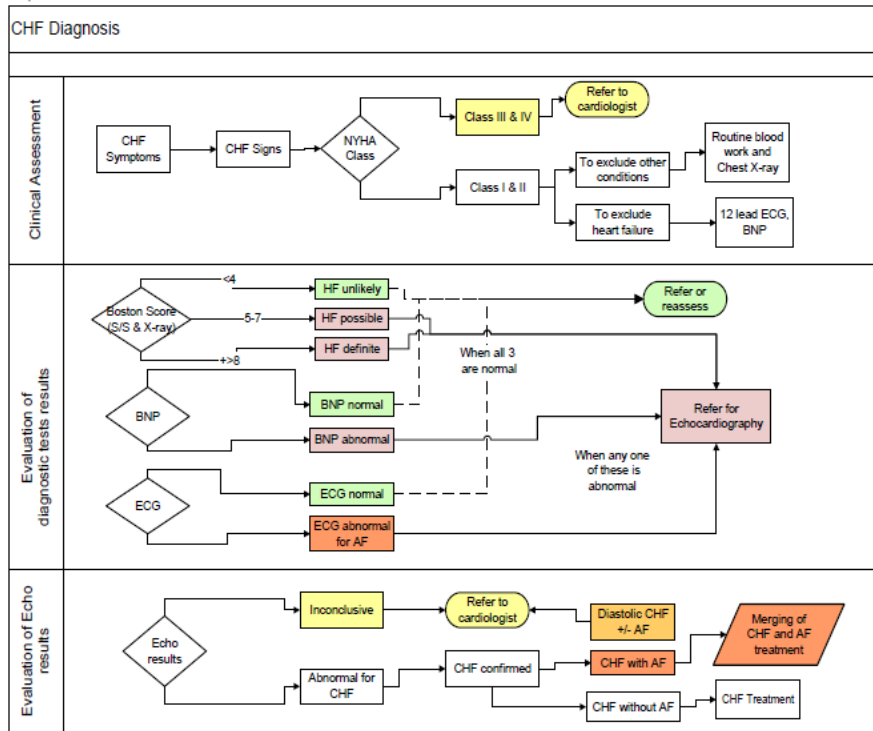 CHF Diagnosis
Clinical Assessment
CHF
Symptoms
CHF Signs
NYHA
Class
Class III & IV
Refer to
cardiologist
Class I & II
To exclude other
conditions
Routine blood
work and
Chest X-ray
To exclude
heart failure
12 lead ECG,
BNP
Evaluation of
diagnostic tests results
Boston Score
(S/S & X-ray)
<4
HF unlikely
5-7
HF possible
+>8
HF definite
Refer or
reassess
When all 3
are normal
BNP
BNP normal
BNP abnormal
Refer for
Echocardiography
When any one
of these is
abnormal
ECG
ECG normal
ECG abnormal
for AF
Evaluation of Echo
results
Echo
results
Inconclusive
Refer to
cardiologist
Diastolic CHF
+/- AF
Merging of
CHF and AF
treatment
Abnormal for
CHF
CHF confirmed
CHF with AF
CHF without AF
CHF Treatment